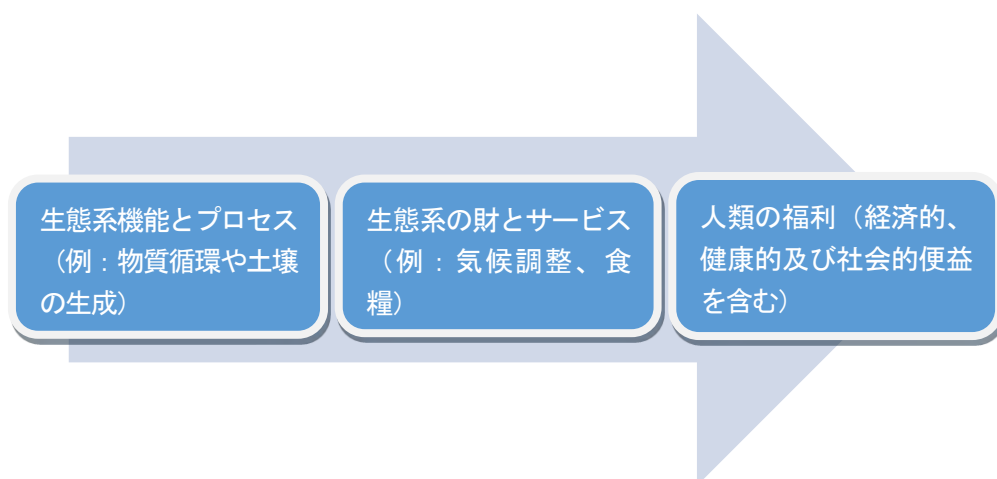 生態系機能とプロセス
（例：物質循環や土壌
の生成）
生態系の財とサービス
（例：気候調整、食
糧）
人類の福利（経済的、
健康的及び社会的便益
を含む）